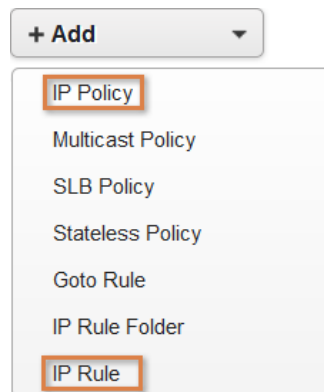 + Add
IP Policy
Multicast Policy
SLB Policy
Stateless Policy
Goto Rule
IP Rule Folder
IP Rule